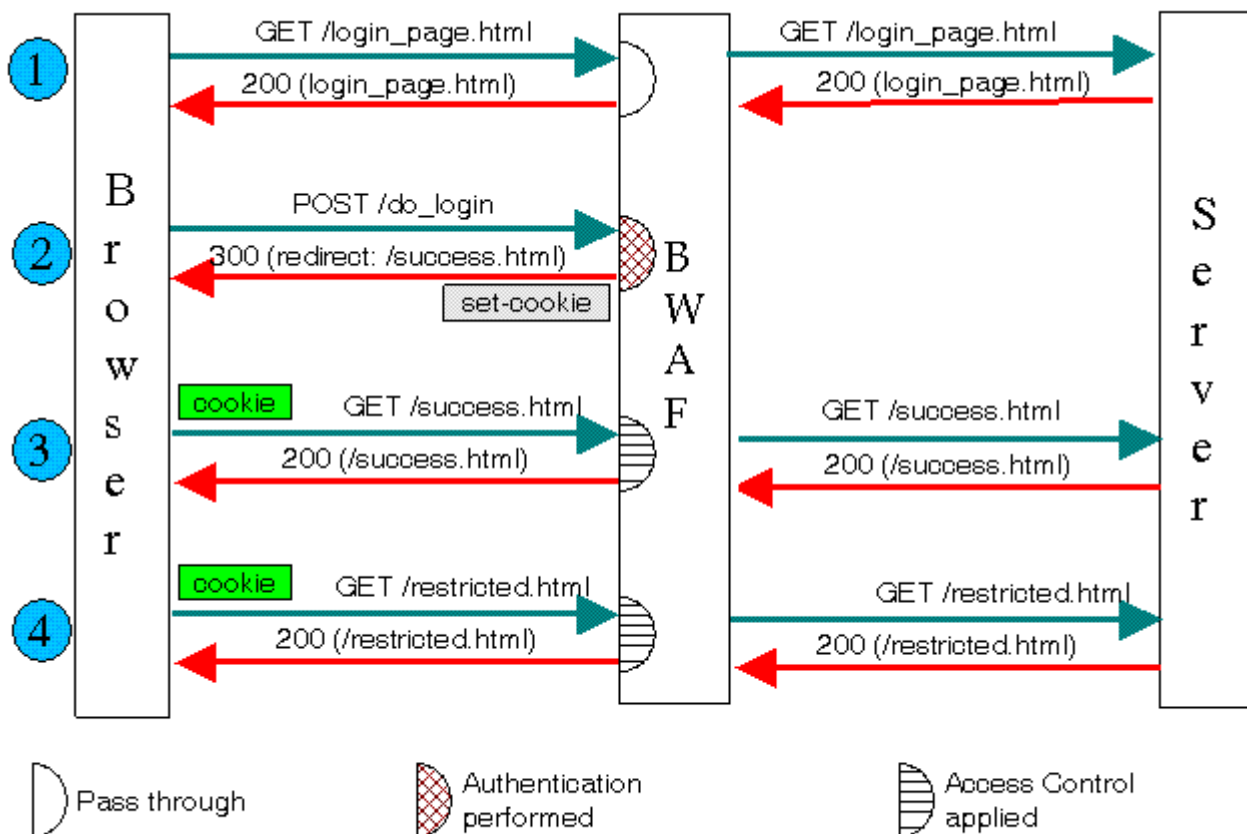 GET /login_page.html
GET /login_page.html
1
200 (login_page.html)
200 (login_page.html)
Browser
BWAF
Server
POST /do_login
2
300 (redirect: /success.html)
set-cookie
cookie
GET /success.html
GET /success.html
3
200 (/success.html)
200 (/success.html)
cookie
GET /restricted.html
GET /restricted.html
4
200 (/restricted.html)
200 (/restricted.html)
Pass through
Authentication
performed
Access Control
applied